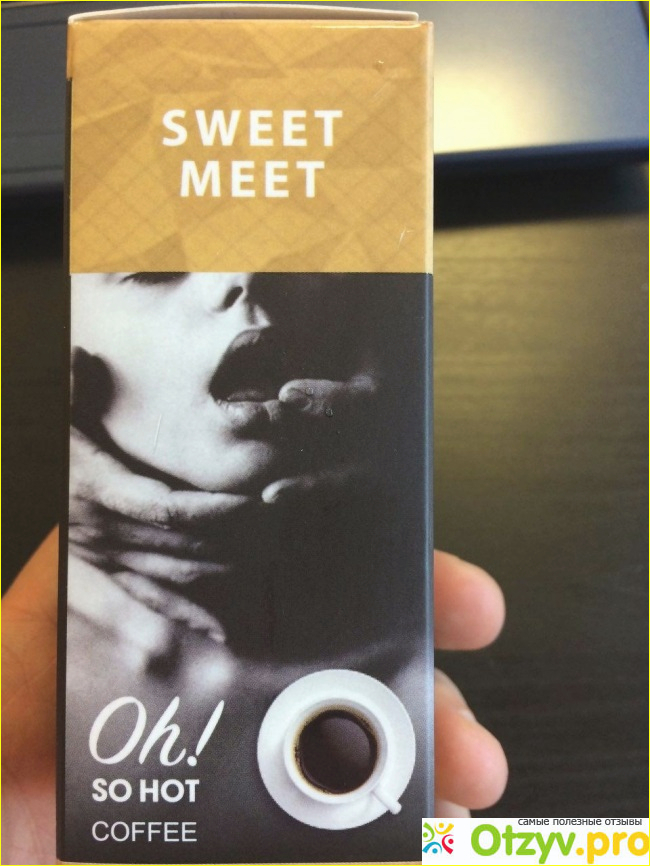 SWEET
MEET
Oh!
SO HOT
COFFEE
самые полезные отзывы
Otzyv.pro